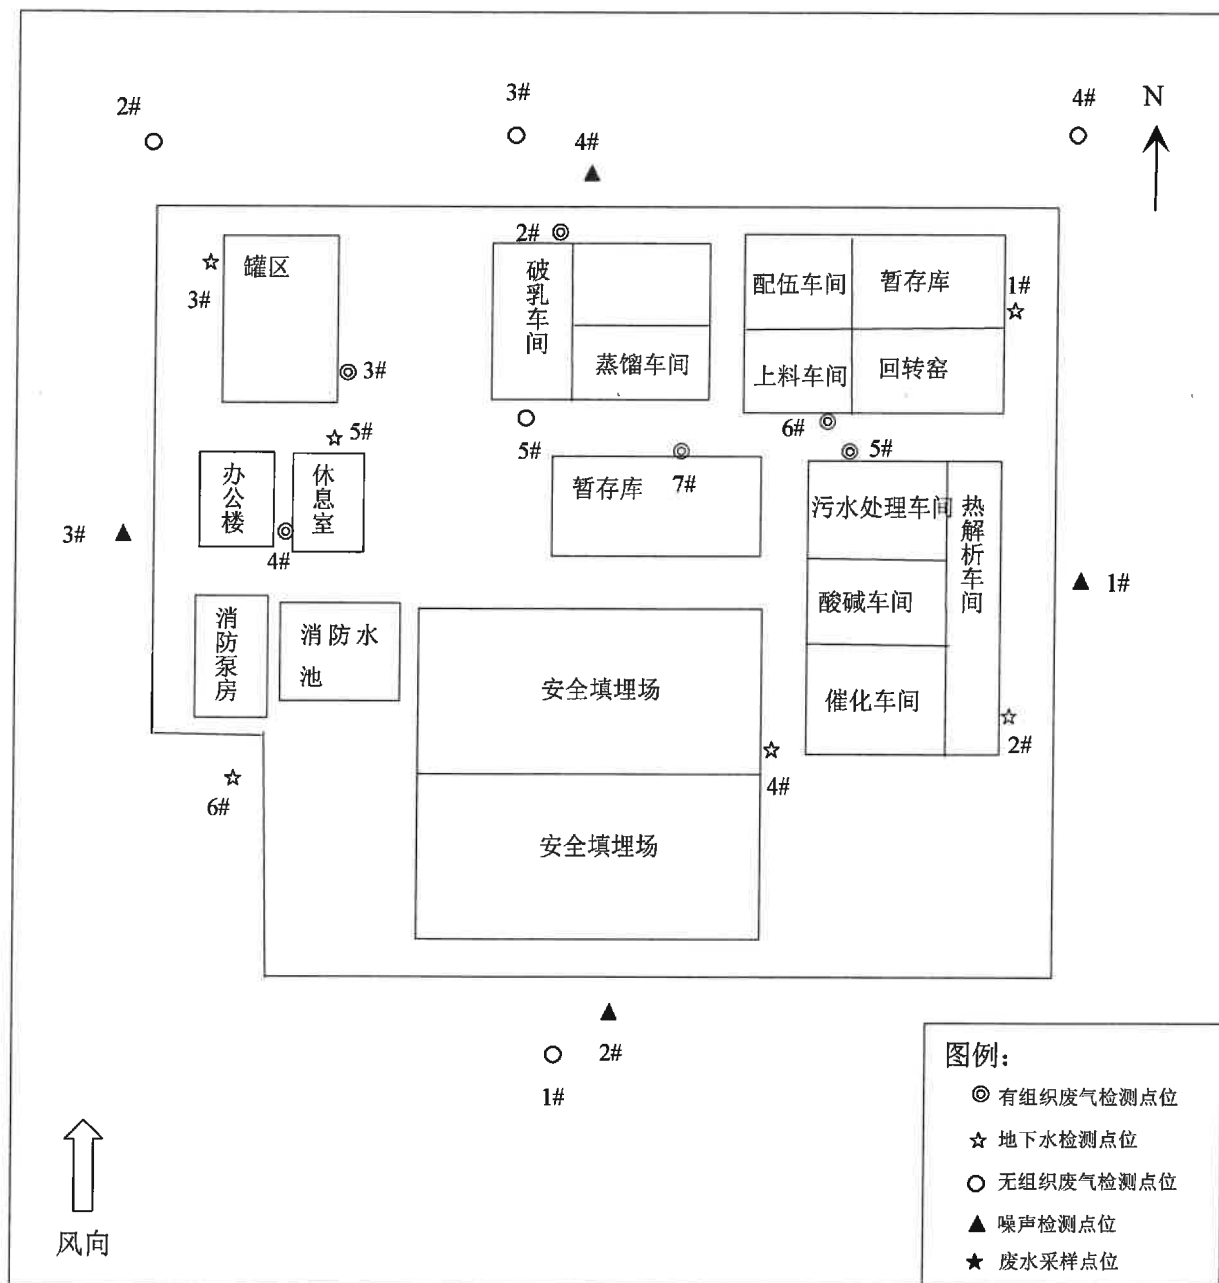 2#
3#
4#
N
4#
2#
罐区
3#
破乳车间
蒸馏车间
配伍车间
暂存库
1#
上料车间
回转窑
3#
5#
5#
6#
5#
办公楼
休息室
4#
暂存库
7#
污水处理车间
热解析车间
3#
1#
酸碱车间
消防泵房
消防水
池
安全填埋场
催化车间
2#
4#
6#
安全填埋场
2#
1#
风向
图例：
有组织废气检测点位
地下水检测点位
无组织废气检测点位
噪声检测点位
废水采样点位